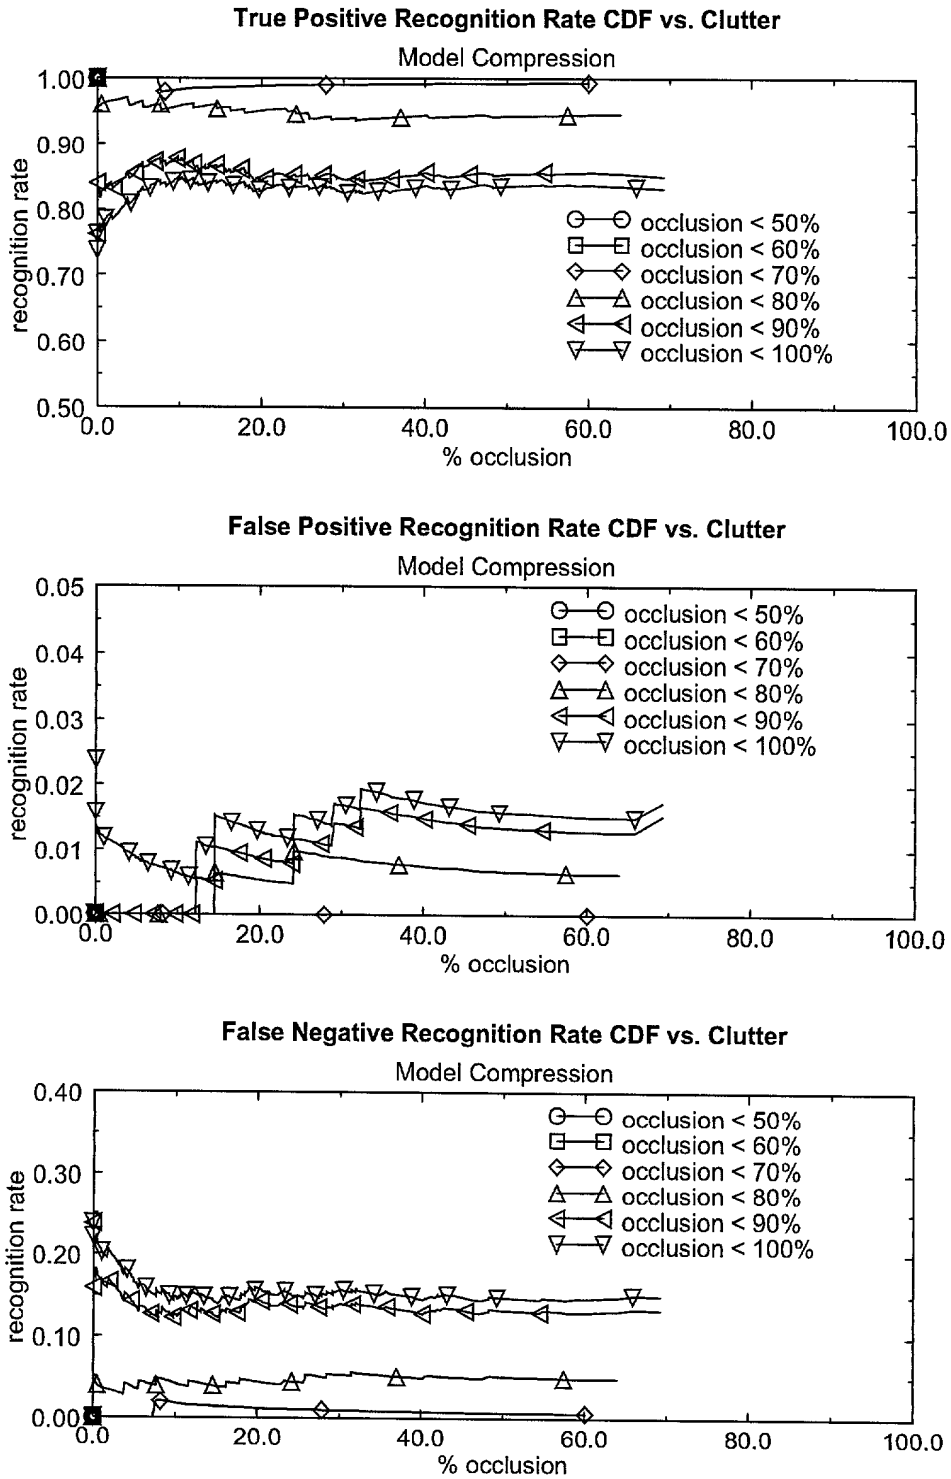 True Positive Recognition Rate CDF vs. Clutter
Model Compression
1.00
0.90
0.80
0.70
0.60
0.50
recognition rate
occlusion < 50%
occlusion < 60%
occlusion < 70%
occlusion < 80%
occlusion < 90%
occlusion < 100%
0.0 20.0 40.0 60.0 80.0 100.0
% occlusion
False Positive Recognition Rate CDF vs. Clutter
Model Compression
0.05
0.04
0.03
0.02
0.01
0.00
recognition rate
occlusion < 50%
occlusion < 60%
occlusion < 70%
occlusion < 80%
occlusion < 90%
occlusion < 100%
0.0 20.0 40.0 60.0 80.0 100.0
% occlusion
False Negative Recognition Rate CDF vs. Clutter
Model Compression
0.40
0.30
0.20
0.10
0.00
recognition rate
occlusion < 50%
occlusion < 60%
occlusion < 70%
occlusion < 80%
occlusion < 90%
occlusion < 100%
0.0 20.0 40.0 60.0 80.0 100.0
% occlusion